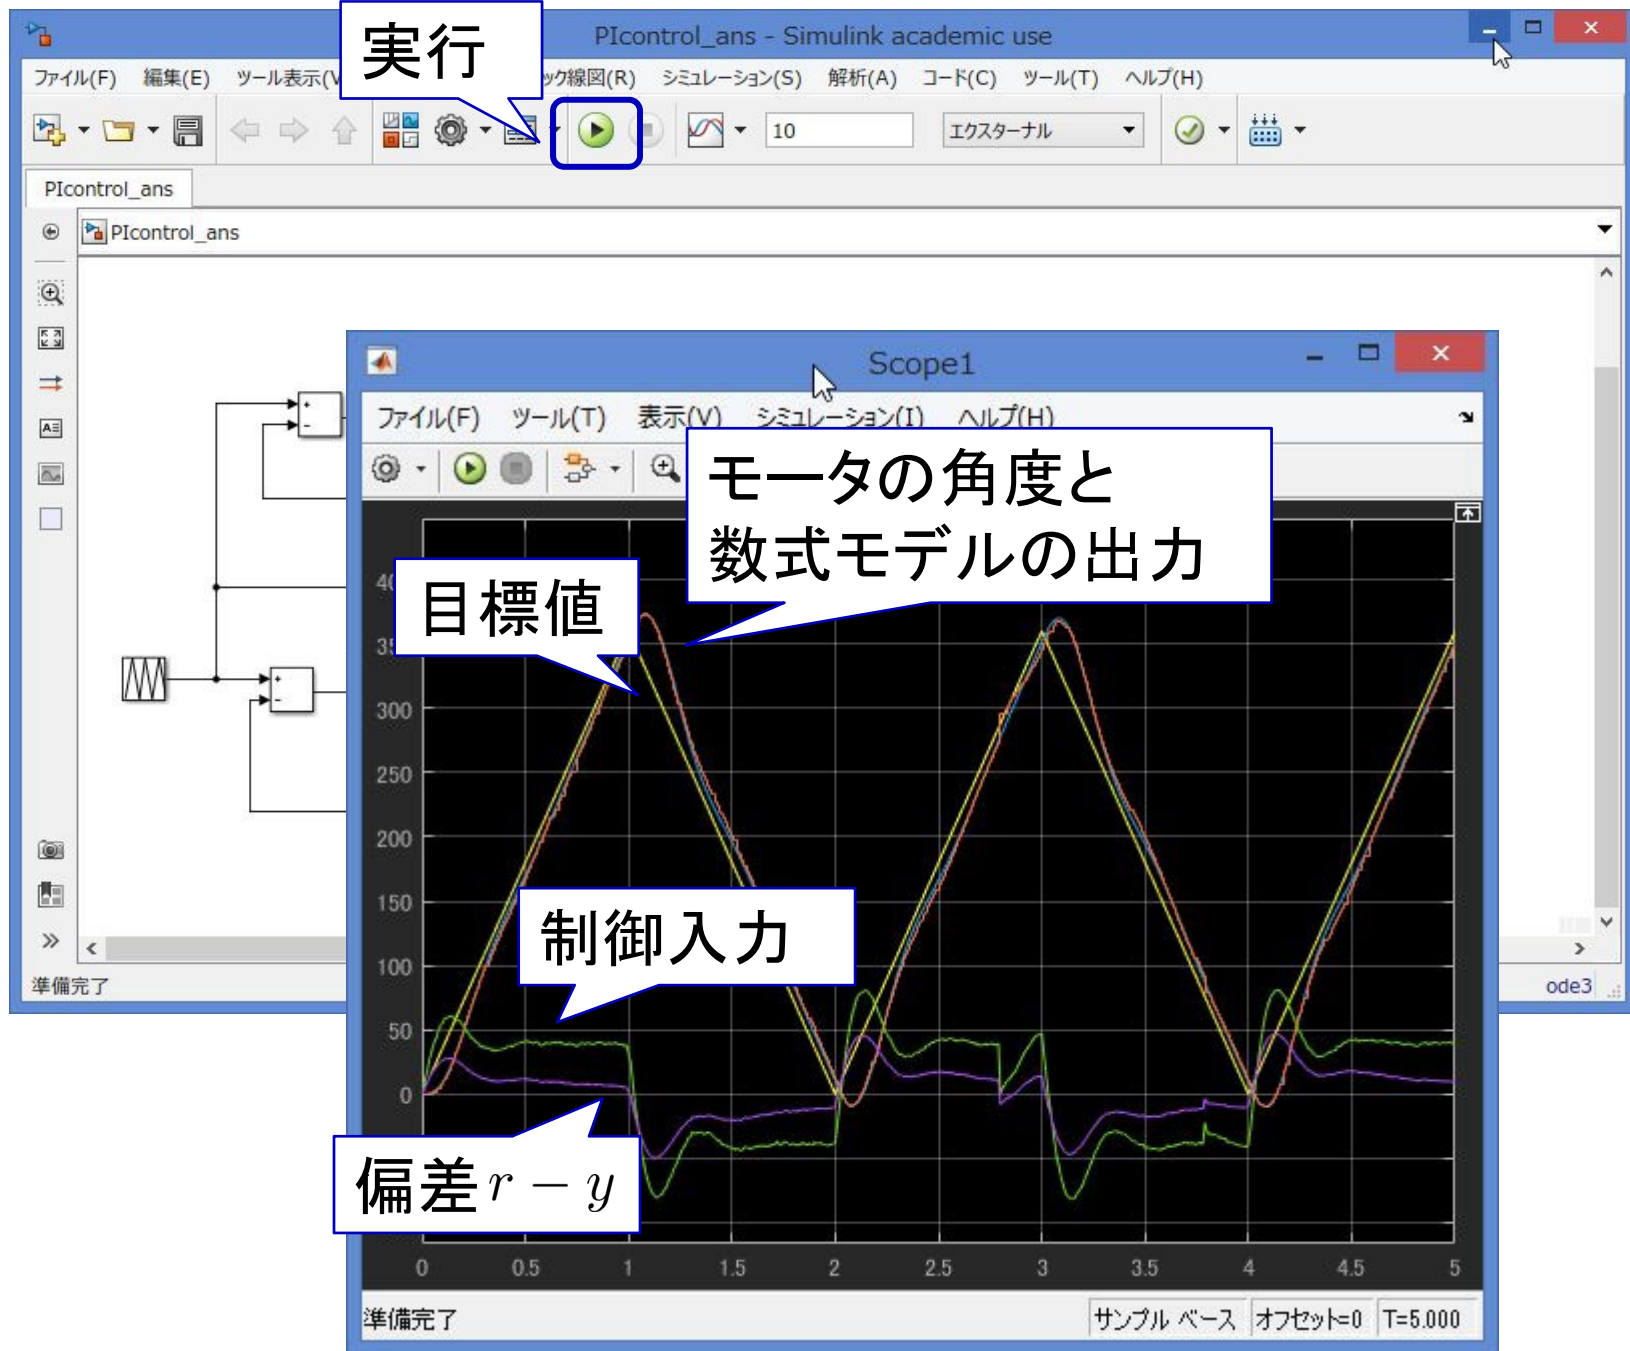 PIcontrol_ans - Simulink academic use
実行
ファイル(F) 編集(E) ツール表示(V ック線図(R) シミュレーション(S) 解析(A) コード(C) ツール(T) ヘルプ(H)
10 エクスターナル
PIcontrol_ans
PIcontrol_ans
Scope1
ファイル(F) ツール(T) 表示(V) シミュレーション(I) ヘルプ(H)
モータの角度と
数式モデルの出力
目標値
300
250
200
150
100
50
0
制御入力
偏差 r − y
0 0.5 1 1.5 2 2.5 3 3.5 4 4.5 5
準備完了 サンプル ベース オフセット=0 T=5.000
準備完了 ode3